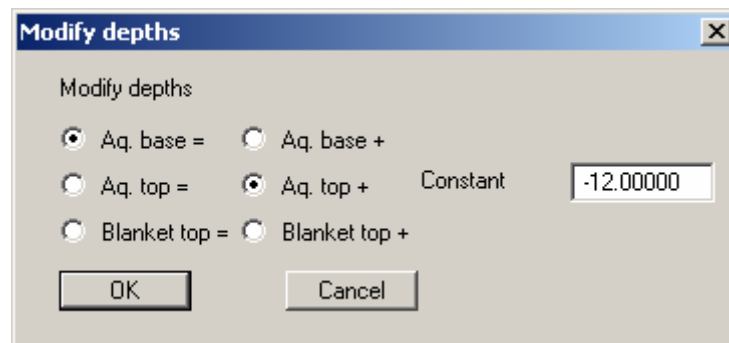 Modify depths
Modify depths
Aq. base = Aq. base +
Aq. top = Aq. top + Constant -12.00000
Blanket top = Blanket top +
OK Cancel